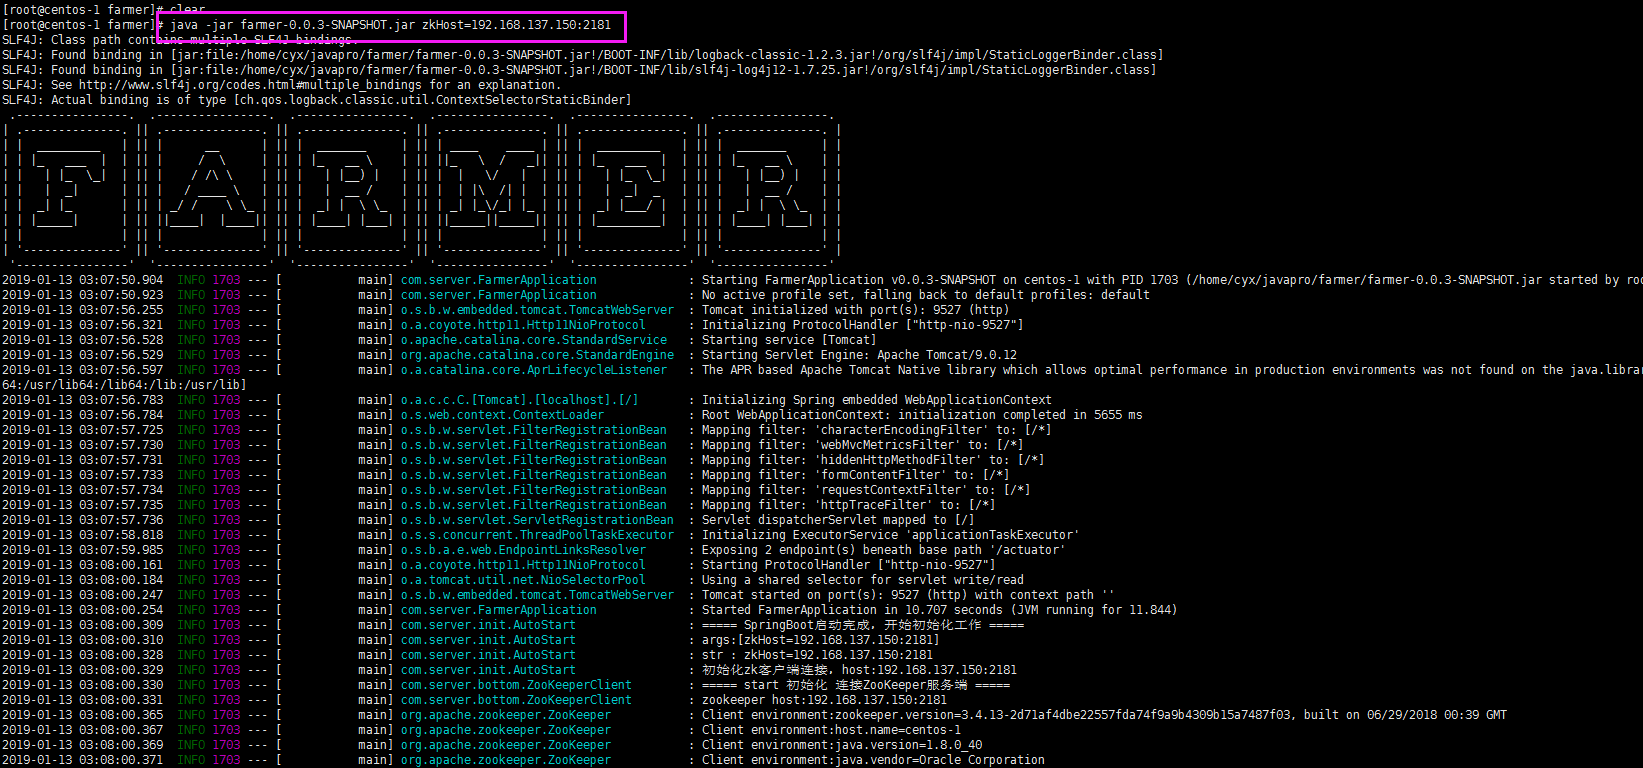 [root@centos-1 farmer]# clear
[root@centos-1 farmer]# java -jar farmer-0.0.3-SNAPSHOT.jar zkHost=192.168.137.150:2181
SLF4J: Class path contains multiple SLF4J bindings.
SLF4J: Found binding in [jar:file:/home/cyx/javapro/farmer/farmer-0.0.3-SNAPSHOT.jar!/BOOT-INF/lib/logback-classic-1.2.3.jar!/org/slf4j/impl/StaticLoggerBinder.class]
SLF4J: Found binding in [jar:file:/home/cyx/javapro/farmer/farmer-0.0.3-SNAPSHOT.jar!/BOOT-INF/lib/slf4j-log4j12-1.7.25.jar!/org/slf4j/impl/StaticLoggerBinder.class]
SLF4J: See http://www.slf4j.org/codes.html#multiple_bindings for an explanation.
SLF4J: Actual binding is of type [ch.qos.logback.classic.util.ContextSelectorStaticBinder]
FARMER
2019-01-13 03:07:50.904 INFO 1703 --- [ main] com.server.FarmerApplication : Starting FarmerApplication v0.0.3-SNAPSHOT on centos-1 with PID 1703 (/home/cyx/javapro/farmer/farmer-0.0.3-SNAPSHOT.jar started by roo
2019-01-13 03:07:50.923 INFO 1703 --- [ main] com.server.FarmerApplication : No active profile set, falling back to default profiles: default
2019-01-13 03:07:56.255 INFO 1703 --- [ main] o.s.b.w.embedded.tomcat.TomcatWebServer : Tomcat initialized with port(s): 9527 (http)
2019-01-13 03:07:56.321 INFO 1703 --- [ main] o.a.coyote.http11.Http11NioProtocol : Initializing ProtocolHandler ["http-nio-9527"]
2019-01-13 03:07:56.528 INFO 1703 --- [ main] o.apache.catalina.core.StandardService : Starting service [Tomcat]
2019-01-13 03:07:56.529 INFO 1703 --- [ main] org.apache.catalina.core.StandardEngine : Starting Servlet Engine: Apache Tomcat/9.0.12
2019-01-13 03:07:56.597 INFO 1703 --- [ main] o.a.catalina.core.AprLifecycleListener : The APR based Apache Tomcat Native library which allows optimal performance in production environments was not found on the java.librar
64:/usr/lib64:/lib64:/lib:/usr/lib]
2019-01-13 03:07:56.783 INFO 1703 --- [ main] o.a.c.c.C.[Tomcat].[localhost].[/] : Initializing Spring embedded WebApplicationContext
2019-01-13 03:07:56.784 INFO 1703 --- [ main] o.s.web.context.ContextLoader : Root WebApplicationContext: initialization completed in 5655 ms
2019-01-13 03:07:57.725 INFO 1703 --- [ main] o.s.b.w.servlet.FilterRegistrationBean : Mapping filter: 'characterEncodingFilter' to: [/*]
2019-01-13 03:07:57.730 INFO 1703 --- [ main] o.s.b.w.servlet.FilterRegistrationBean : Mapping filter: 'webMvcMetricsFilter' to: [/*]
2019-01-13 03:07:57.731 INFO 1703 --- [ main] o.s.b.w.servlet.FilterRegistrationBean : Mapping filter: 'hiddenHttpMethodFilter' to: [/*]
2019-01-13 03:07:57.733 INFO 1703 --- [ main] o.s.b.w.servlet.FilterRegistrationBean : Mapping filter: 'formContentFilter' to: [/*]
2019-01-13 03:07:57.734 INFO 1703 --- [ main] o.s.b.w.servlet.FilterRegistrationBean : Mapping filter: 'requestContextFilter' to: [/*]
2019-01-13 03:07:57.735 INFO 1703 --- [ main] o.s.b.w.servlet.FilterRegistrationBean : Mapping filter: 'httpTraceFilter' to: [/*]
2019-01-13 03:07:57.736 INFO 1703 --- [ main] o.s.b.w.servlet.ServletRegistrationBean : Servlet dispatcherServlet mapped to [/]
2019-01-13 03:07:58.818 INFO 1703 --- [ main] o.s.s.concurrent.ThreadPoolTaskExecutor : Initializing ExecutorService 'applicationTaskExecutor'
2019-01-13 03:07:59.985 INFO 1703 --- [ main] o.s.b.a.e.web.EndpointLinksResolver : Exposing 2 endpoint(s) beneath base path '/actuator'
2019-01-13 03:08:00.161 INFO 1703 --- [ main] o.a.coyote.http11.Http11NioProtocol : Starting ProtocolHandler ["http-nio-9527"]
2019-01-13 03:08:00.184 INFO 1703 --- [ main] o.a.tomcat.util.net.NioSelectorPool : Using a shared selector for servlet write/read
2019-01-13 03:08:00.247 INFO 1703 --- [ main] o.s.b.w.embedded.tomcat.TomcatWebServer : Tomcat started on port(s): 9527 (http) with context path ''
2019-01-13 03:08:00.254 INFO 1703 --- [ main] com.server.FarmerApplication : Started FarmerApplication in 10.707 seconds (JVM running for 11.844)
2019-01-13 03:08:00.309 INFO 1703 --- [ main] com.server.init.AutoStart : ===== SpringBoot启动完成, 开始初始化工作 =====
2019-01-13 03:08:00.310 INFO 1703 --- [ main] com.server.init.AutoStart : args:[zkHost=192.168.137.150:2181]
2019-01-13 03:08:00.328 INFO 1703 --- [ main] com.server.init.AutoStart : str : zkHost=192.168.137.150:2181
2019-01-13 03:08:00.329 INFO 1703 --- [ main] com.server.init.AutoStart : 初始化zk客户端连接, host:192.168.137.150:2181
2019-01-13 03:08:00.330 INFO 1703 --- [ main] com.server.bottom.ZooKeeperClient : ===== start 初始化 连接ZooKeeper服务端 =====
2019-01-13 03:08:00.331 INFO 1703 --- [ main] com.server.bottom.ZooKeeperClient : zookeeper host:192.168.137.150:2181
2019-01-13 03:08:00.365 INFO 1703 --- [ main] org.apache.zookeeper.ZooKeeper : Client environment:zookeeper.version=3.4.13-2d71af4dbe22557fda74f9a9b4309b15a7487f03, built on 06/29/2018 00:39 GMT
2019-01-13 03:08:00.367 INFO 1703 --- [ main] org.apache.zookeeper.ZooKeeper : Client environment:host.name=centos-1
2019-01-13 03:08:00.369 INFO 1703 --- [ main] org.apache.zookeeper.ZooKeeper : Client environment:java.version=1.8.0_40
2019-01-13 03:08:00.371 INFO 1703 --- [ main] org.apache.zookeeper.ZooKeeper : Client environment:java.vendor=Oracle Corporation